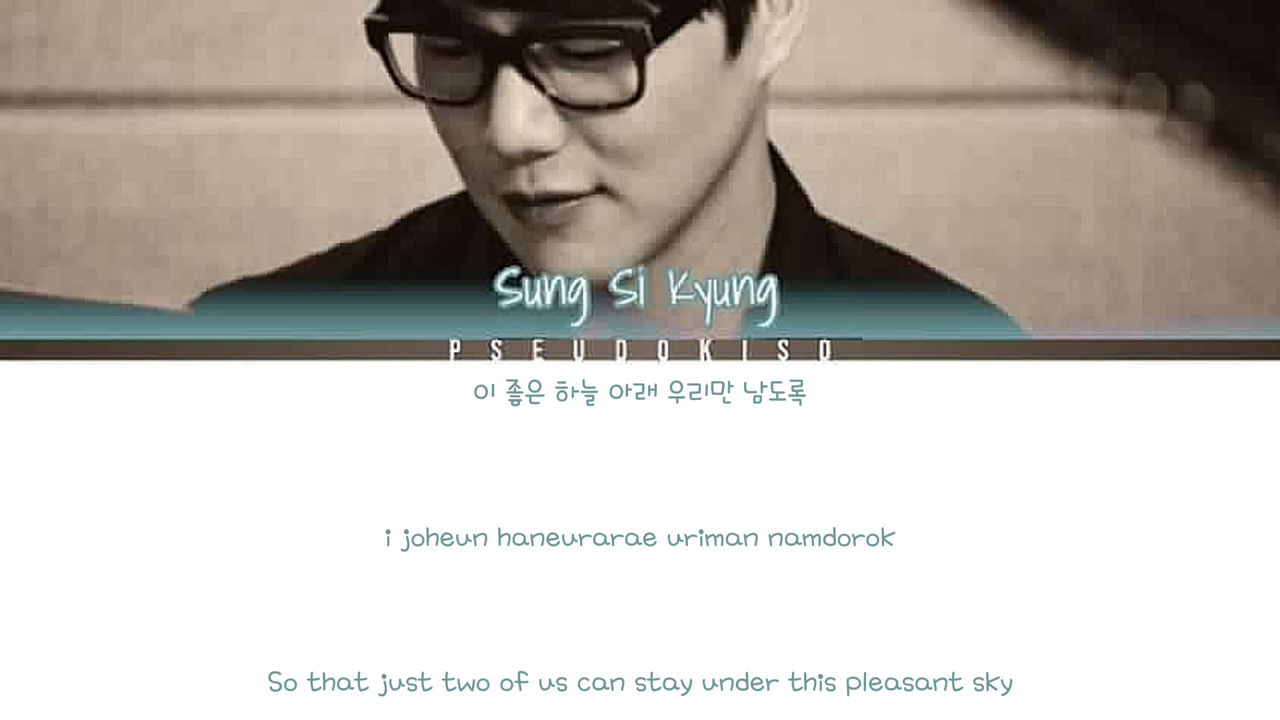 Sung Si Kyung
PSEUDOKISD
이 좋은 하늘 아래 우리만 남도록
i joheun haneurarae uriman namdorok
So that just two of us can stay under this pleasant sky